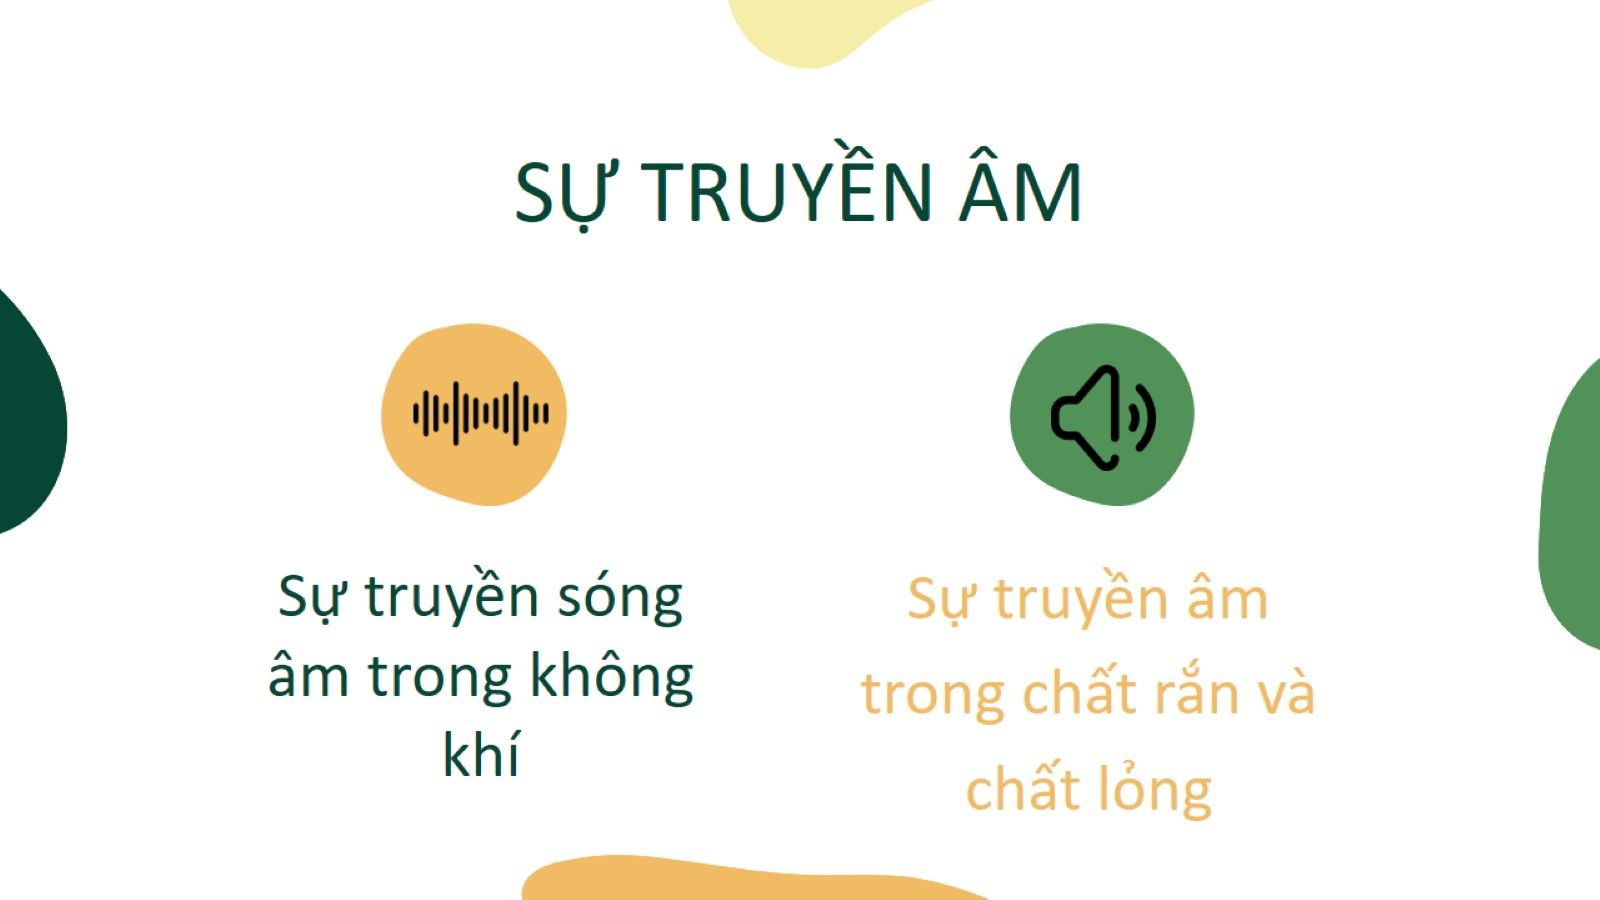 SỰ TRUYỀN ÂM
Sự truyền sóng
âm trong không
khí
Sự truyền âm
trong chất rắn và
chất lỏng